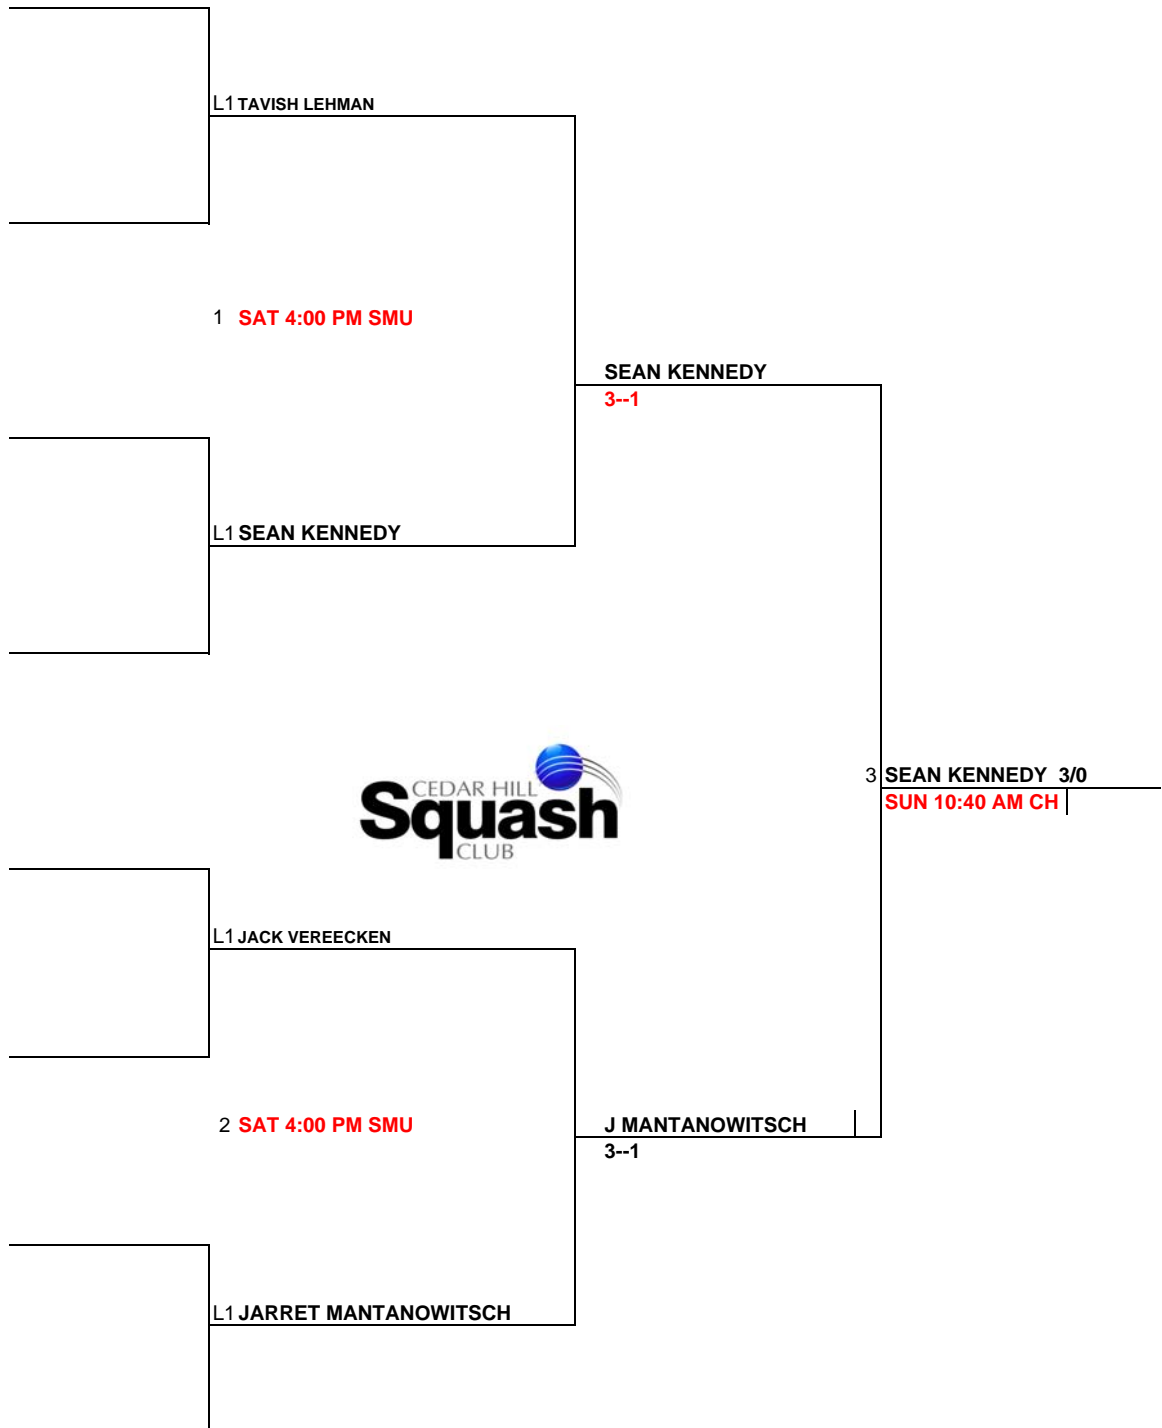 L1 TAVISH LEHMAN
1 SAT 4:00 PM SMU
SEAN KENNEDY
3--1
L1 SEAN KENNEDY
CEDAR HILL
Squash
CLUB
3 SEAN KENNEDY 3/0
SUN 10:40 AM CH
L1 JACK VEREECKEN
2 SAT 4:00 PM SMU
J MANTANOWITSCH
3--1
L1 JARRET MANTANOWITSCH